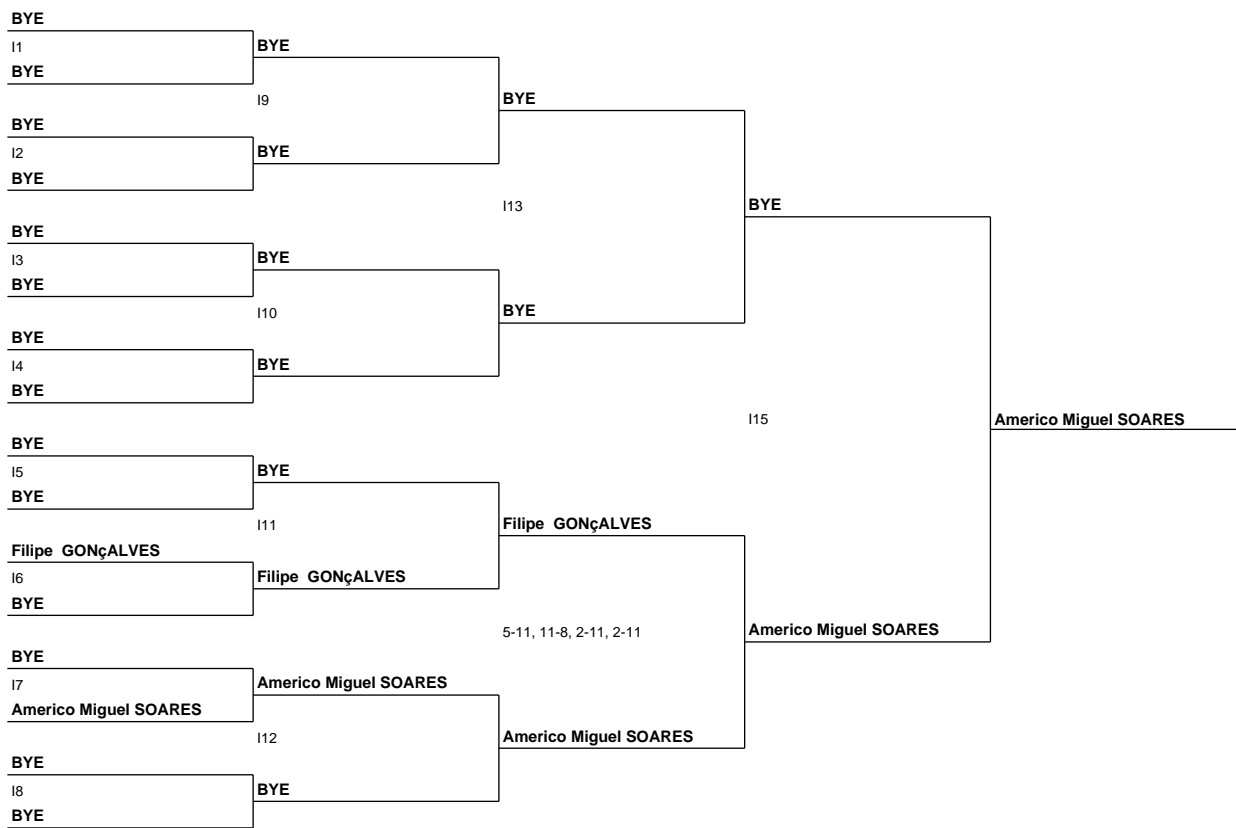 BYE
I1
BYE
BYE
I9
BYE
BYE
I2
BYE
BYE
I13
BYE
BYE
I3
BYE
BYE
I10
BYE
BYE
I4
BYE
BYE
I15
Americo Miguel SOARES
BYE
I5
BYE
BYE
I11
Filipe  GONçALVES
Filipe  GONçALVES
I6
Filipe  GONçALVES
BYE
5-11, 11-8, 2-11, 2-11
Americo Miguel SOARES
BYE
I7
Americo Miguel SOARES
Americo Miguel SOARES
I12
Americo Miguel SOARES
BYE
I8
BYE
BYE